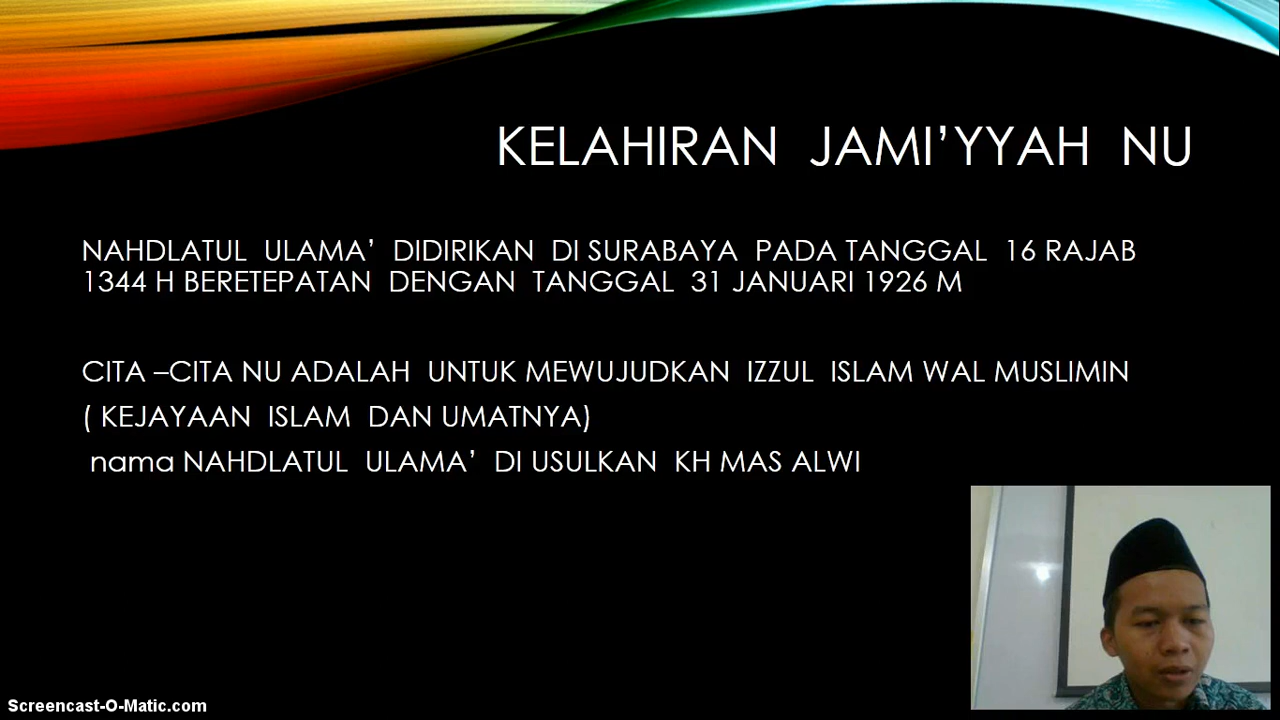 KELAHIRAN JAMI’YYAH NU
NAHDLATUL ULAMA’ DIDIRIKAN DI SURABAYA PADA TANGGAL 16 RAJAB
1344 H BERETEPATAN DENGAN TANGGAL 31 JANUARI 1926 M
CITA –CITA NU ADALAH UNTUK MEWUJUDKAN IZZUL ISLAM WAL MUSLIMIN
( KEJAYAAN ISLAM DAN UMATNYA)
nama NAHDLATUL ULAMA’ DI USULKAN KH MAS ALWI
Screencast-O-Matic.com